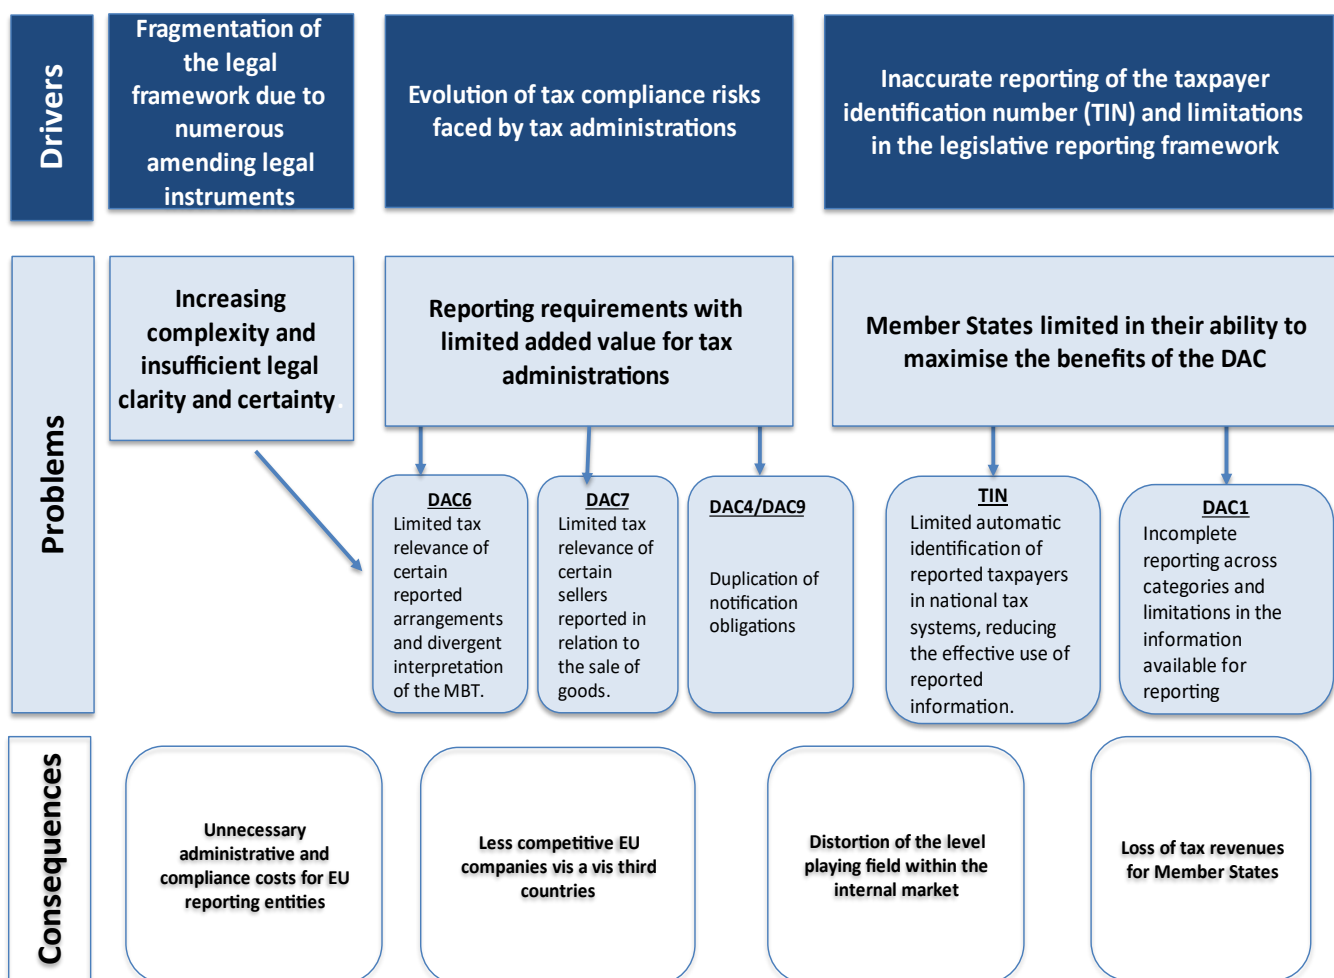 Drivers
Fragmentation of
the legal
framework due to
numerous
amending legal
instruments
Evolution of tax compliance risks
faced by tax administrations
Inaccurate reporting of the taxpayer
identification number (TIN) and limitations
in the legislative reporting framework
Problems
Increasing
complexity and
insufficient legal
clarity and certainty.
Reporting requirements with
limited added value for tax
administrations
Member States limited in their ability to
maximise the benefits of the DAC
DAC6
Limited tax
relevance of
certain
reported
arrangements
and divergent
interpretation
of the MBT.
DAC7
Limited tax
relevance of
certain
sellers
reported in
relation to
the sale of
goods.
DAC4/DAC9
Duplication of
notification
obligations
TIN
Limited automatic
identification of
reported taxpayers
in national tax
systems, reducing
the effective use of
reported
information.
DAC1
Incomplete
reporting across
categories and
limitations in the
information
available for
reporting
Consequences
Unnecessary
administrative and
compliance costs for EU
reporting entities
Less competitive EU
companies vis a vis third
countries
Distortion of the level
playing field within the
internal market
Loss of tax revenues
for Member States